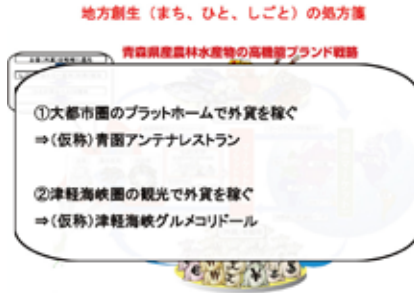 地方創生（まち、ひと、しごと）の処方箋
青森県産農林水産物の高機能ブランド戦略
①大都市圏のプラットホームで外貨を稼ぐ
⇒(仮称)青函アンテナレストラン
②津軽海峡圏の観光で外貨を稼ぐ
⇒(仮称)津軽海峡グルメコリドール